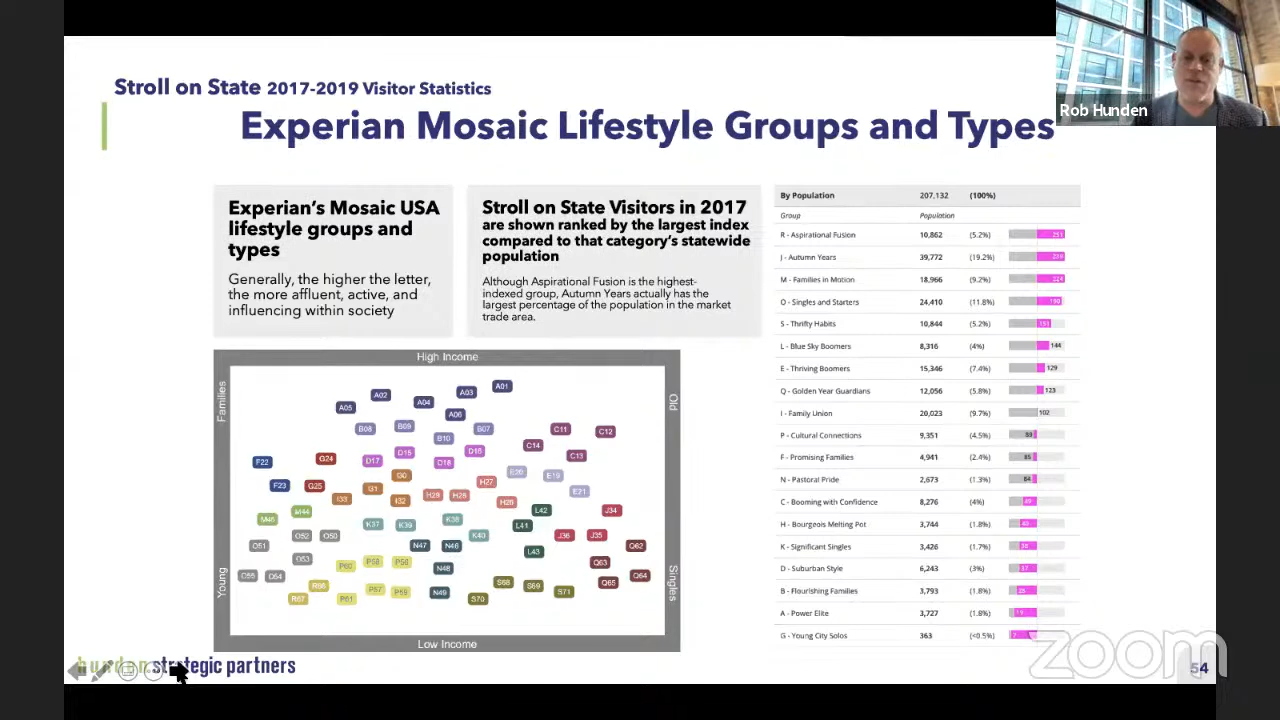 Rob Hunden
Stroll on State 2017-2019 Visitor Statistics
Experian Mosaic Lifestyle Groups and Types
Experian's Mosaic USA
lifestyle groups and
types
Generally, the higher the letter,
the more affluent, active, and
influencing within society
Stroll on State Visitors in 2017
are shown ranked by the largest index
compared to that category's statewide
population
Although Aspirational Fusion is the highest-
indexed group, Autumn Years actually has the
largest percentage of the population in the market
trade area.
By Population 207,132 (100%)
Group Population
R - Aspirational Fusion 10,862 (5.2%) 251
J - Autumn Years 39,772 (19.2%)
M - Families in Motion 18,966 (9.2%) 224
O - Singles and Starters 24,410 (11.8%) 190
S - Thrifty Habits 10,844 (5.2%) 151
L - Blue Sky Boomers 8,316 (4%) 144
E - Thriving Boomers 15,346 (7.4%) 129
Q - Golden Year Guardians 12,056 (5.8%) 123
I - Family Union 20,023 (9.7%) 102
P - Cultural Connections 9,351 (4.5%)
F - Promising Families 4,941 (2.4%) 85
N - Pastoral Pride 2,673 (1.3%) 84
C - Booming with Confidence 8,276 (4%)
H - Bourgeois Melting Pot 3,744 (1.8%)
K - Significant Singles 3,426 (1.7%)
D - Suburban Style 6,243 (3%)
B - Flourishing Families 3,793 (1.8%) 25
A - Power Elite 3,727 (1.8%) 19
G - Young City Solos 363 (<0.5%) 7
High Income
Families
Old
A01
A02 A03
A05 A04
A06
B08 B09 B07 C11 C12
B10 C14
D15 D16 C13
F22 G24 D17 D18
E20 E19
F23 G25 H27 E21
I31 I33 I32 H29 H28 H26
M45 M44 L42 J34
K37 K39 K38 L41
O51 O52 O50 K40 J36 J35
N47 N46 L43 Q62
O53 P58 Q63
O55 O54 P60 N48 Q64
R66 P57 P59 N49 S68 S69 S71 Q65
R67 P61 S70
Young
Singles
Low Income
hunden strategic partners
zoom
54